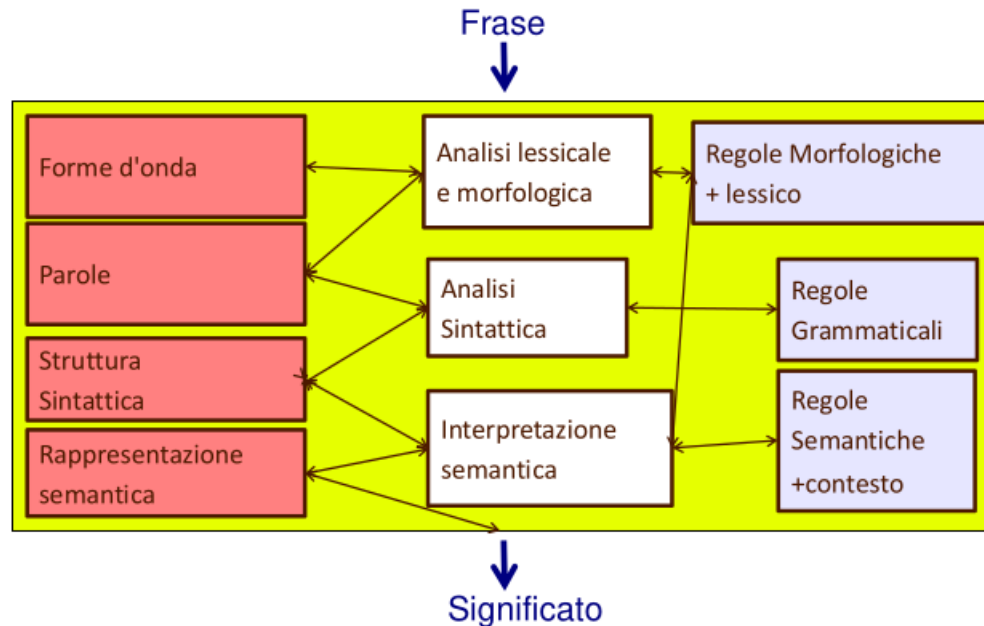 Frase
Forme d'onda
Analisi lessicale
e morfologica
Regole Morfologiche
+ lessico
Parole
Analisi
Sintattica
Regole
Grammaticali
Struttura
Sintattica
Interpretazione
semantica
Regole
Semantiche
+contesto
Rappresentazione
semantica
Significato